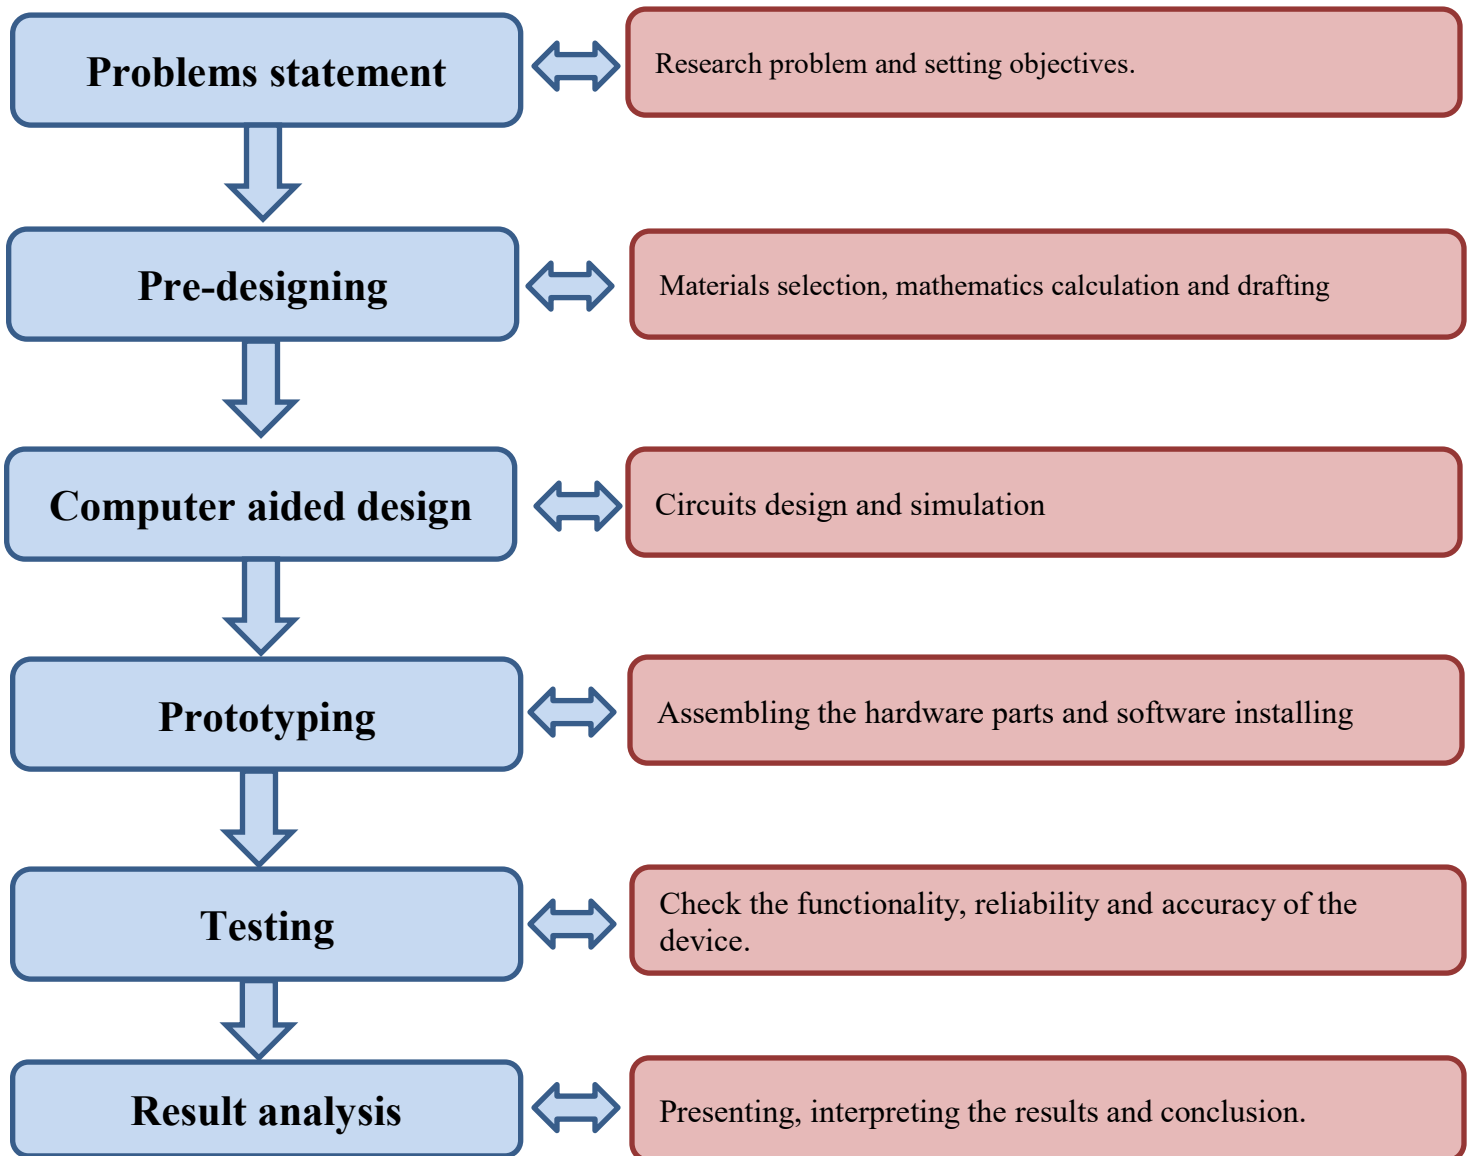 Problems statement
Research problem and setting objectives.
Pre-designing
Materials selection, mathematics calculation and drafting
Computer aided design
Circuits design and simulation
Prototyping
Assembling the hardware parts and software installing
Testing
Check the functionality, reliability and accuracy of the
device.
Result analysis
Presenting, interpreting the results and conclusion.